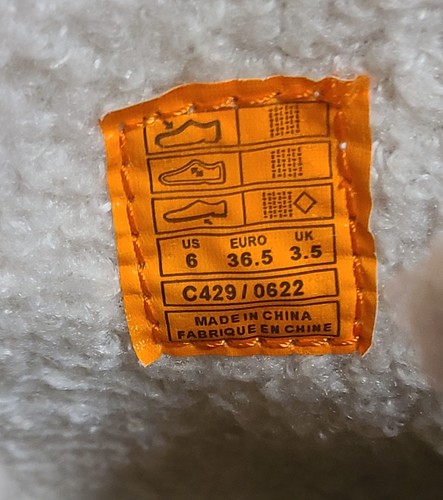 US EURO UK
6 36.5 3.5
C429 / 0622
MADE IN CHINA
FABRIQUE EN CHINE